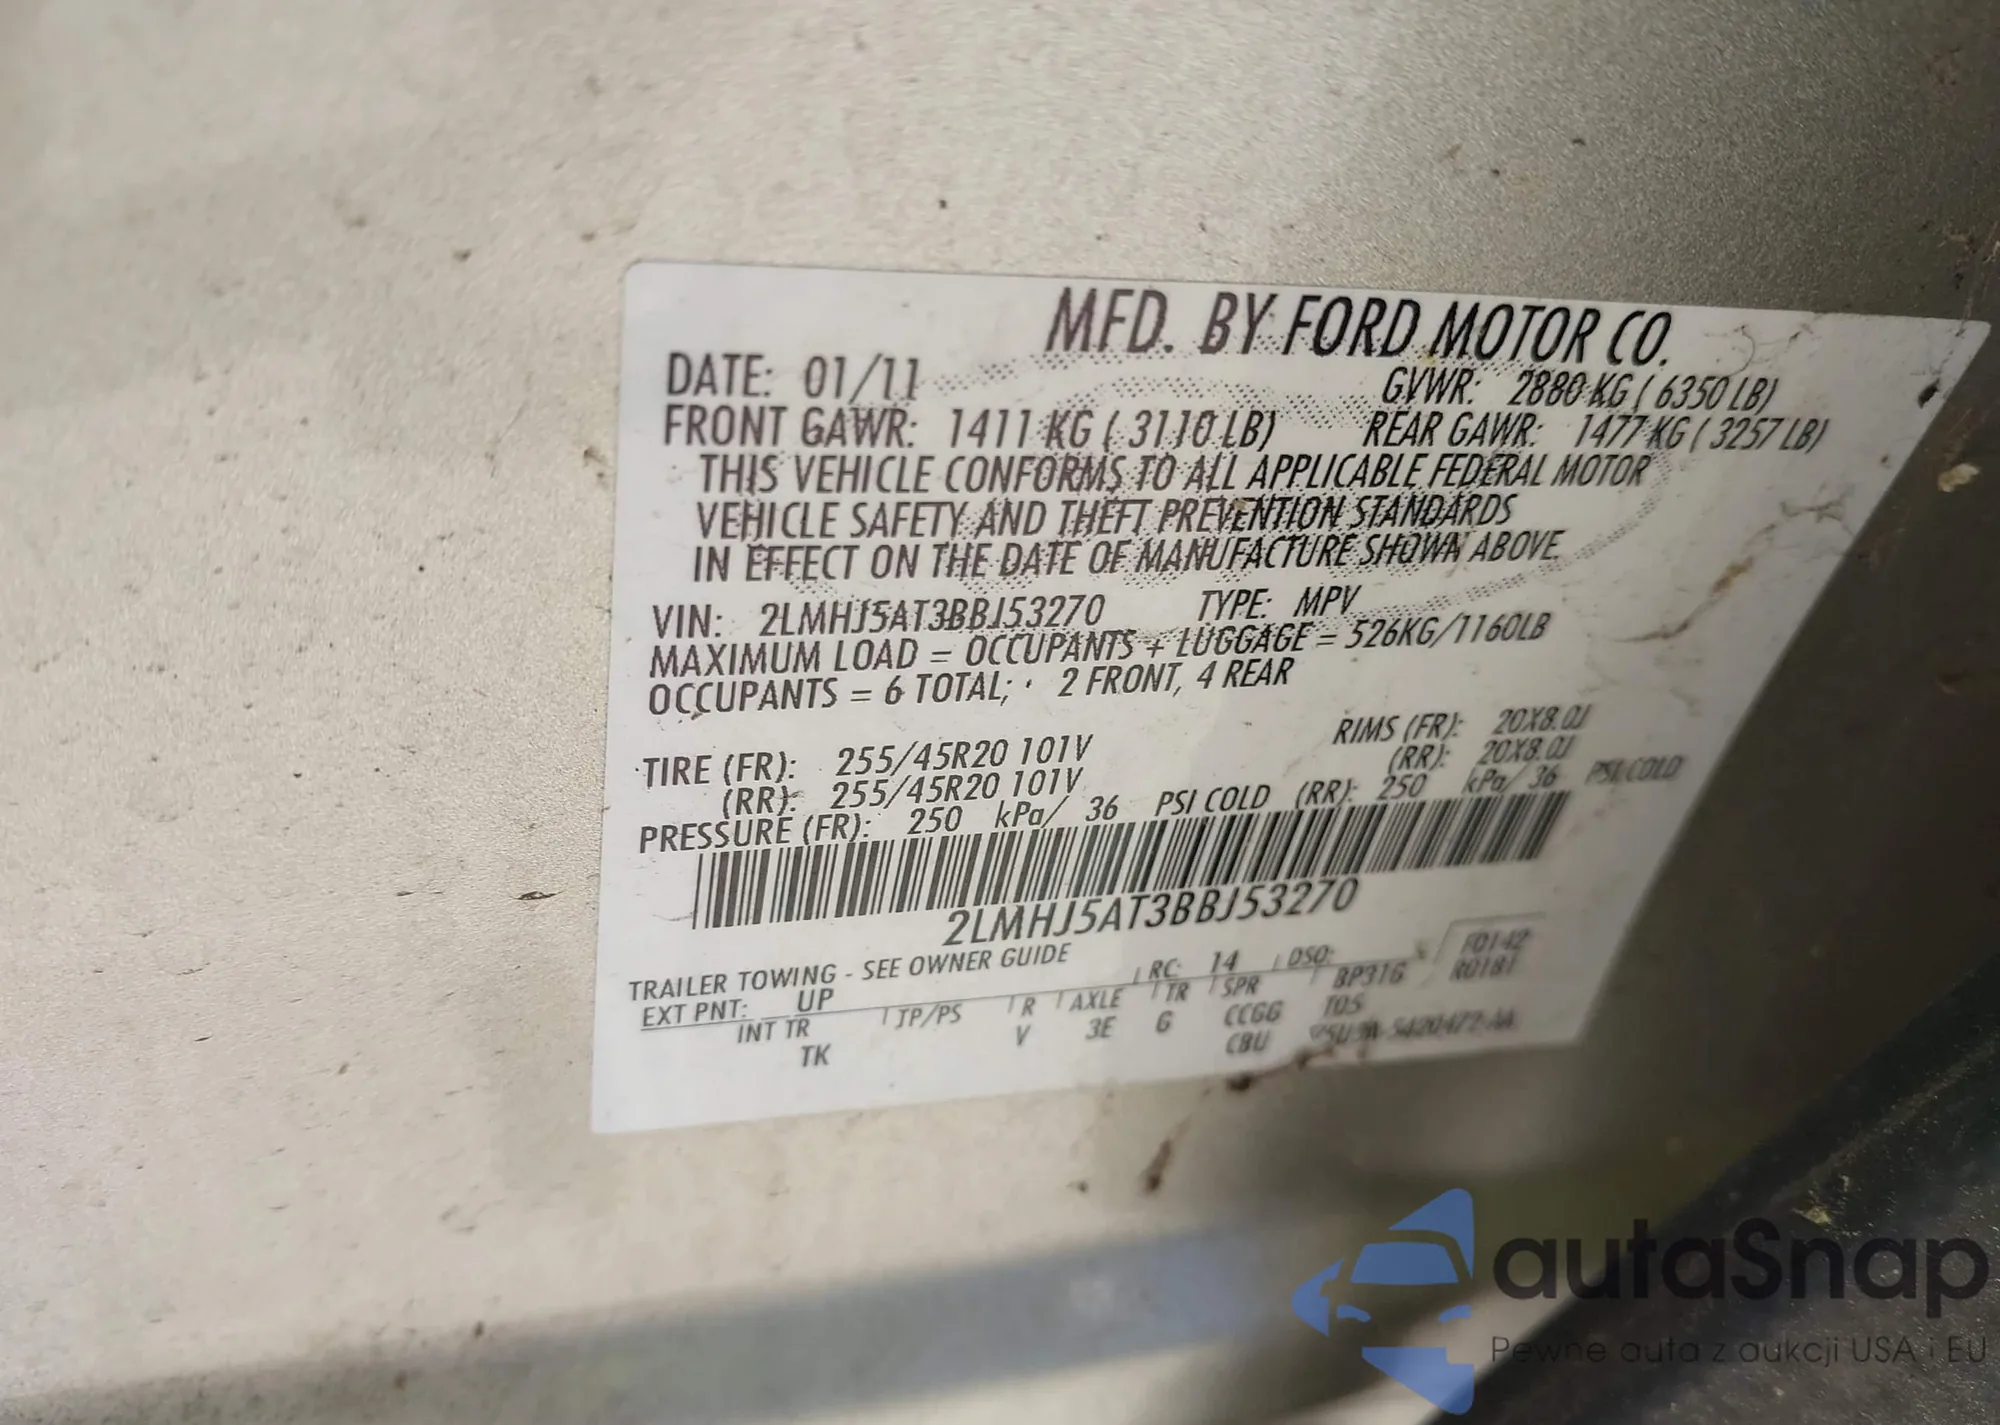 MFD. BY FORD MOTOR CO.
DATE: 01/11
GVWR: 2880 KG ( 6350 LB)
FRONT GAWR: 1411 KG ( 3110 LB)
REAR GAWR: 1477 KG ( 3257 LB)
THIS VEHICLE CONFORMS TO ALL APPLICABLE FEDERAL MOTOR
VEHICLE SAFETY AND THEFT PREVENTION STANDARDS
IN EFFECT ON THE DATE OF MANUFACTURE SHOWN ABOVE.
VIN: 2LMHJ5AT3BBJ53270 TYPE: MPV
MAXIMUM LOAD = OCCUPANTS + LUGGAGE = 526KG/1160LB
OCCUPANTS = 6 TOTAL; 2 FRONT, 4 REAR
TIRE (FR): 255/45R20 101V RIMS (FR): 20X8.0J
(RR): 255/45R20 101V (RR): 20X8.0J
PRESSURE (FR): 250 kPa/ 36 PSI COLD (RR): 250 kPa/ 36 PSI COLD
2LMHJ5AT3BBJ53270
TRAILER TOWING - SEE OWNER GUIDE
EXT PNT: UP RC: 14 DSO: F0142
INT TR TP/PS R AXLE TR SPR BP31G R0181
TK V 3E G CCGG TOS
CBU
autaSnap
Pewne auta z aukcji USA i EU